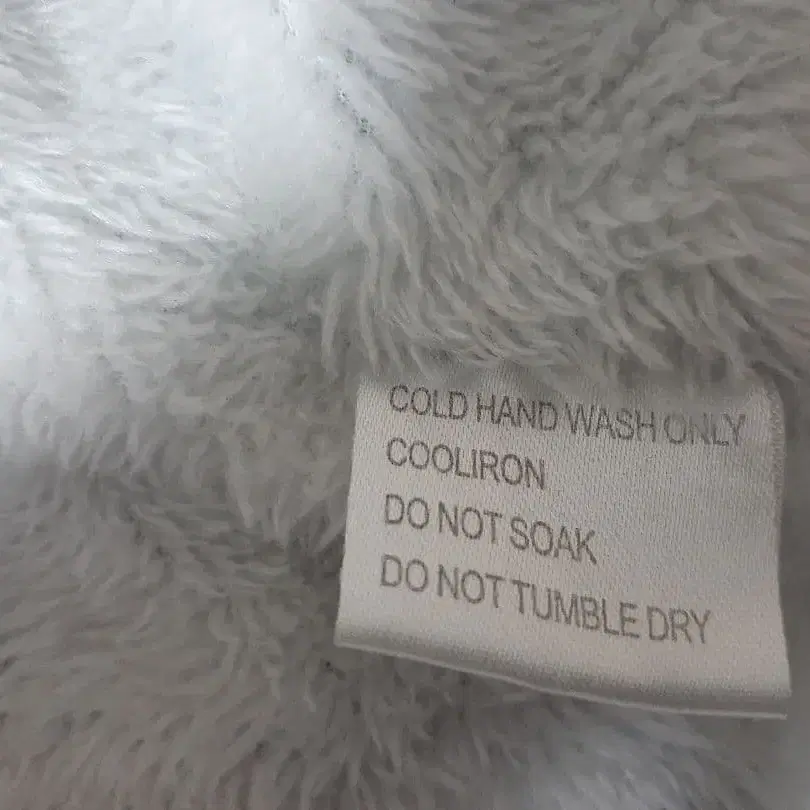 COLD HAND WASH ONLY
COOLIRON
DO NOT SOAK
DO NOT TUMBLE DRY